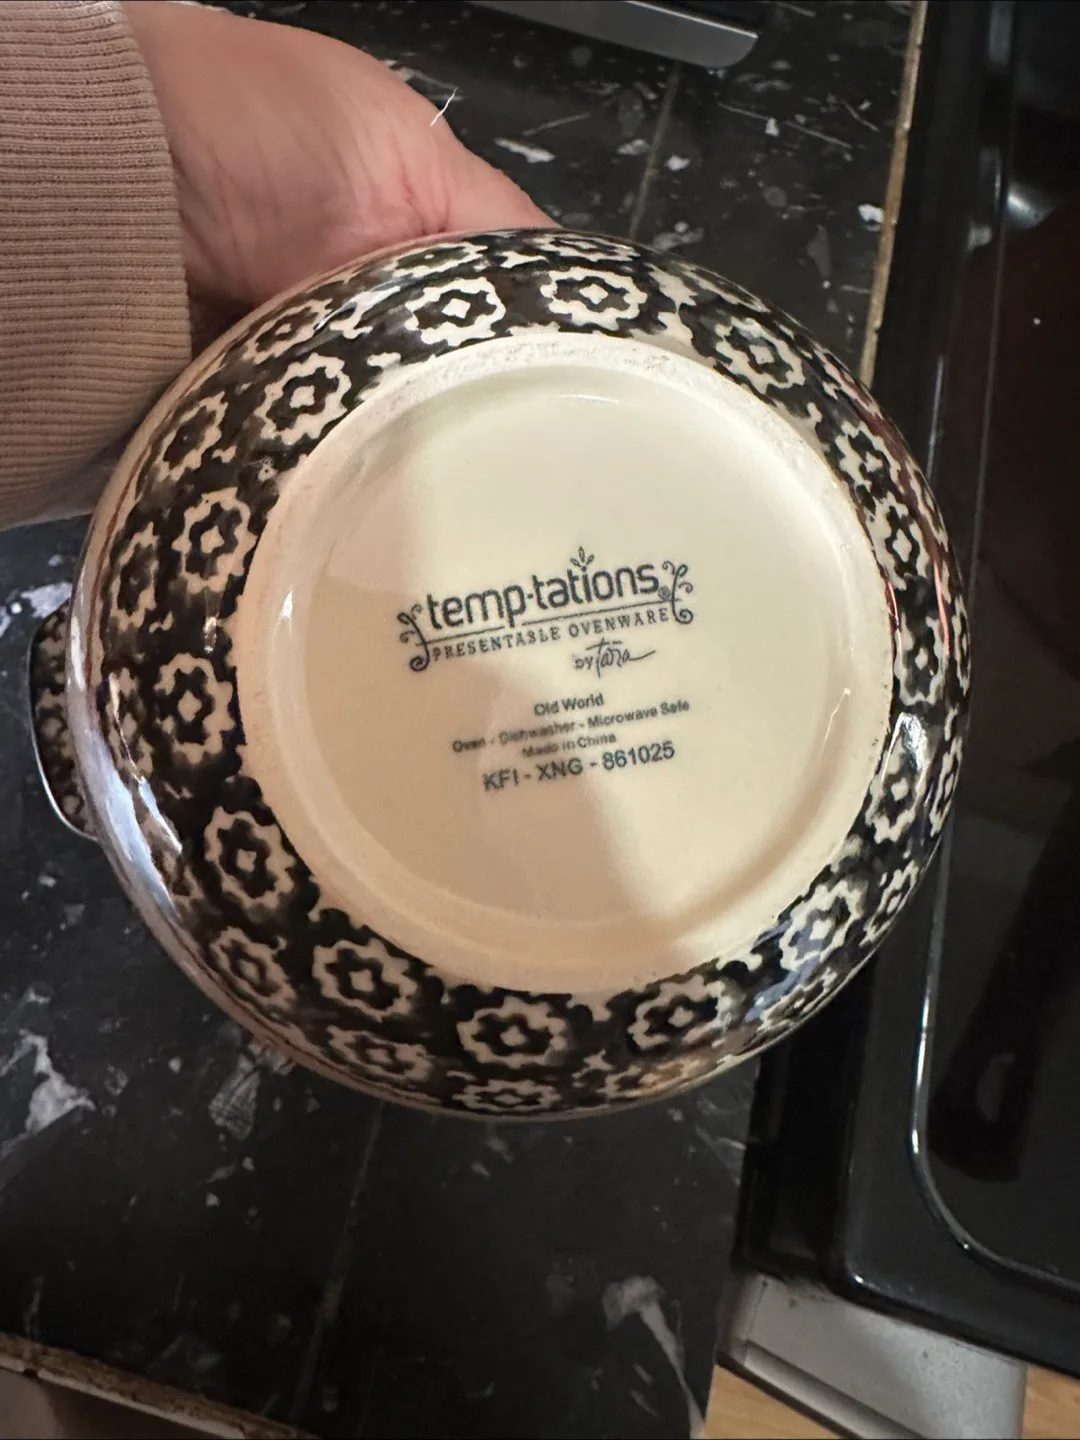 temp-tations®
PRESENTABLE OVENWARE
by Tara
Old World
Oven - Dishwasher - Microwave Safe
Made in China
KFI - XNG - 861025